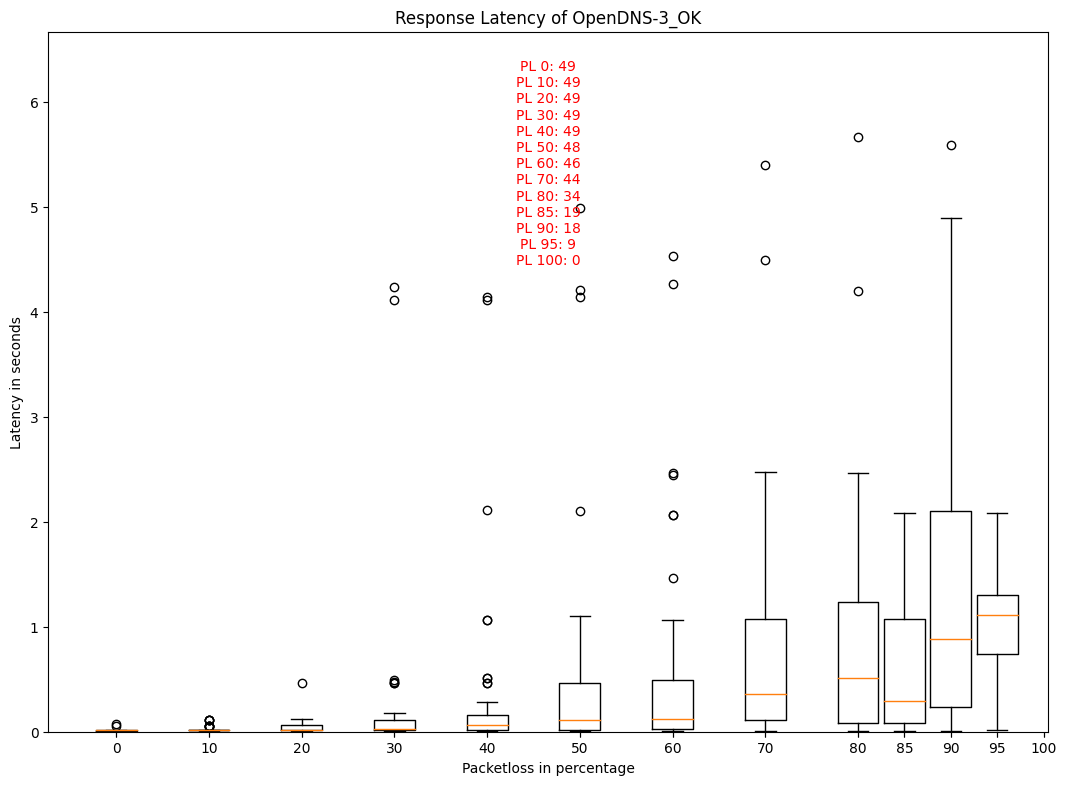 Response Latency of OpenDNS-3_OK
PL 0: 49
PL 10: 49
PL 20: 49
PL 30: 49
PL 40: 49
PL 50: 48
PL 60: 46
PL 70: 44
PL 80: 34
PL 85: 19
PL 90: 18
PL 95: 9
PL 100: 0
Latency in seconds
6
5
4
3
2
1
0
0 10 20 30 40 50 60 70 80 85 90 95 100
Packetloss in percentage